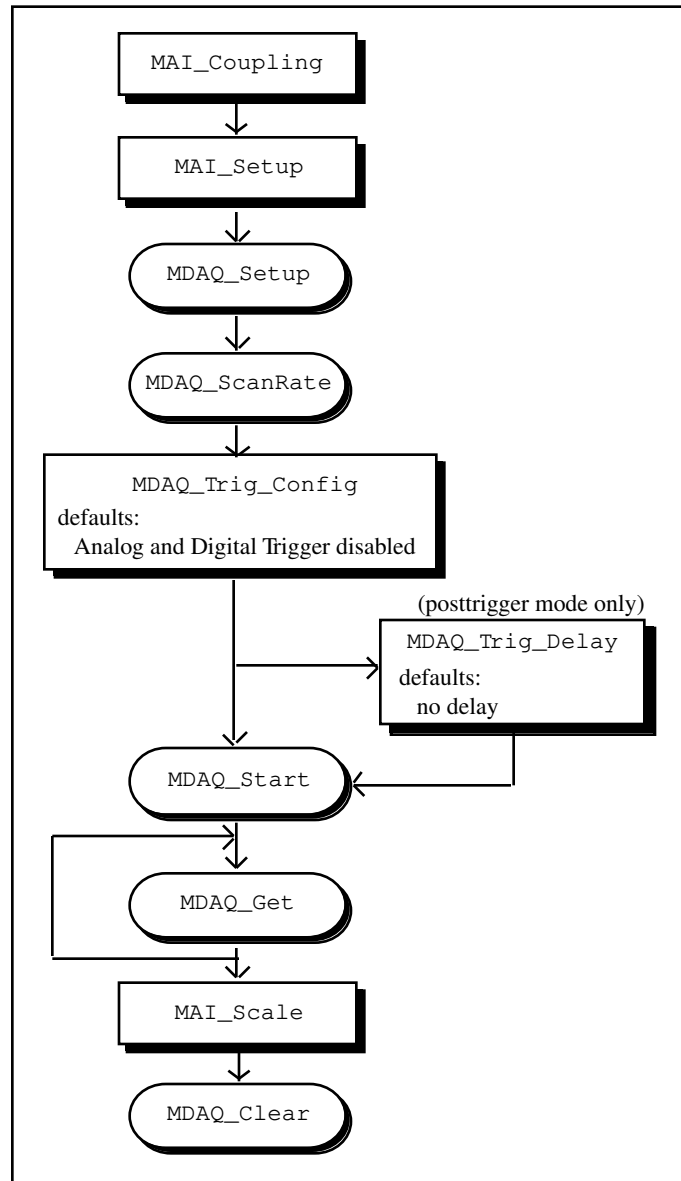 MAI_Coupling
MAI_Setup
MDAQ_Setup
MDAQ_ScanRate
MDAQ_Trig_Config
defaults:
Analog and Digital Trigger disabled
(posttrigger mode only)
MDAQ_Trig_Delay
defaults:
no delay
MDAQ_Start
MDAQ_Get
MAI_Scale
MDAQ_Clear